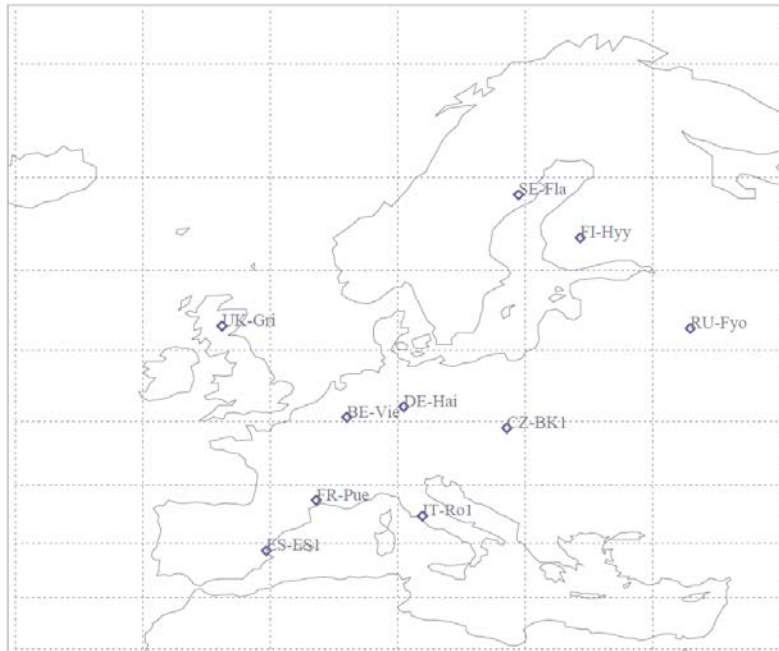 SE-Fla
FI-Hyy
UK-Gri
RU-Fyo
DE-Hai
BE-Vie
CZ-BK1
FR-Pue
IT-Ro1
ES-ES1